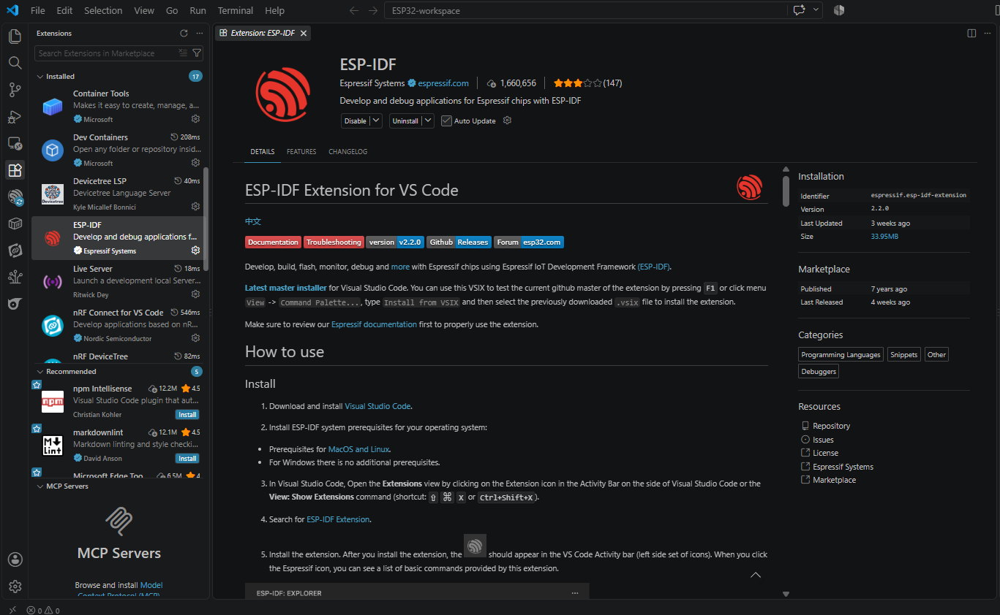 File Edit Selection View Go Run Terminal Help
ESP32-workspace
Extensions
Search Extensions in Marketplace
Installed 17
Container Tools
Makes it easy to create, manage, a...
Microsoft
Dev Containers 208ms
Open any folder or repository insid...
Microsoft
Devicetree LSP 40ms
Devicetree Language Server
Kyle Micallef Bonnici
ESP-IDF
Develop and debug applications f...
Espressif Systems
Live Server 18ms
Launch a development local Server...
Ritwick Dey
nRF Connect for VS Code 546ms
Develop applications based on nR...
Nordic Semiconductor
nRF DeviceTree 82ms
Recommended 5
npm Intellisense 12.2M 4.5
Visual Studio Code plugin that aut...
Christian Kohler Install
markdownlint 12.1M 4.5
Markdown linting and style checki...
David Anson Install
Microsoft Edge Too 6.5M 4
MCP Servers
MCP Servers
Browse and install Model
Context Protocol (MCP)
0 0
Extension: ESP-IDF
ESP-IDF
Espressif Systems espressif.com 1,660,656 (147)
Develop and debug applications for Espressif chips with ESP-IDF
Disable Uninstall Auto Update
DETAILS FEATURES CHANGELOG
ESP-IDF Extension for VS Code
中文
Documentation Troubleshooting version v2.2.0 Github Releases Forum esp32.com
Develop, build, flash, monitor, debug and more with Espressif chips using Espressif IoT Development Framework (ESP-IDF).
Latest master installer for Visual Studio Code. You can use this VSIX to test the current github master of the extension by pressing F1 or click menu
View -> Command Palette..., type Install from VSIX and then select the previously downloaded .vsix file to install the extension.
Make sure to review our Espressif documentation first to properly use the extension.
How to use
Install
1. Download and install Visual Studio Code.
2. Install ESP-IDF system prerequisites for your operating system:
• Prerequisites for MacOS and Linux.
• For Windows there is no additional prerequisites.
3. In Visual Studio Code, Open the Extensions view by clicking on the Extension icon in the Activity Bar on the side of Visual Studio Code or the
View: Show Extensions command (shortcut: ⇧ ⌘ X or Ctrl+Shift+X).
4. Search for ESP-IDF Extension.
5. Install the extension. After you install the extension, the should appear in the VS Code Activity bar (left side set of icons). When you click
the Espressif icon, you can see a list of basic commands provided by this extension.
ESP-IDF: EXPLORER ...
Installation
Identifier espressif.esp-idf-extension
Version 2.2.0
Last Updated 3 weeks ago
Size 33.95MB
Marketplace
Published 7 years ago
Last Released 4 weeks ago
Categories
Programming Languages Snippets Other
Debuggers
Resources
Repository
Issues
License
Espressif Systems
Marketplace